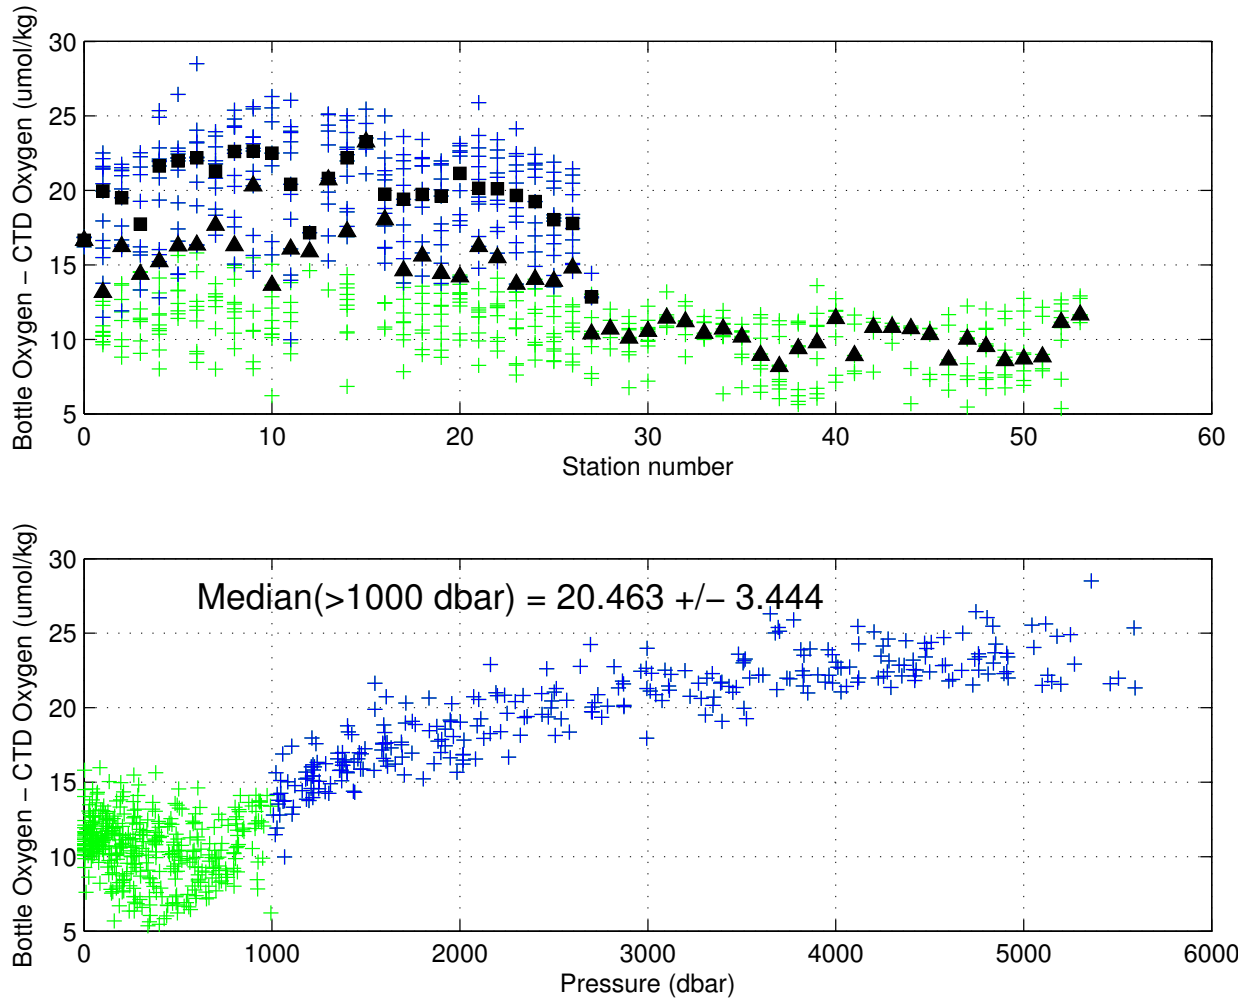 Bottle Oxygen − CTD Oxygen (umol/kg)
30
25
20
15
10
5
0 10 20 30 40 50 60
Station number
Bottle Oxygen − CTD Oxygen (umol/kg)
Median(>1000 dbar) = 20.463 +/− 3.444
30
25
20
15
10
5
0 1000 2000 3000 4000 5000 6000
Pressure (dbar)